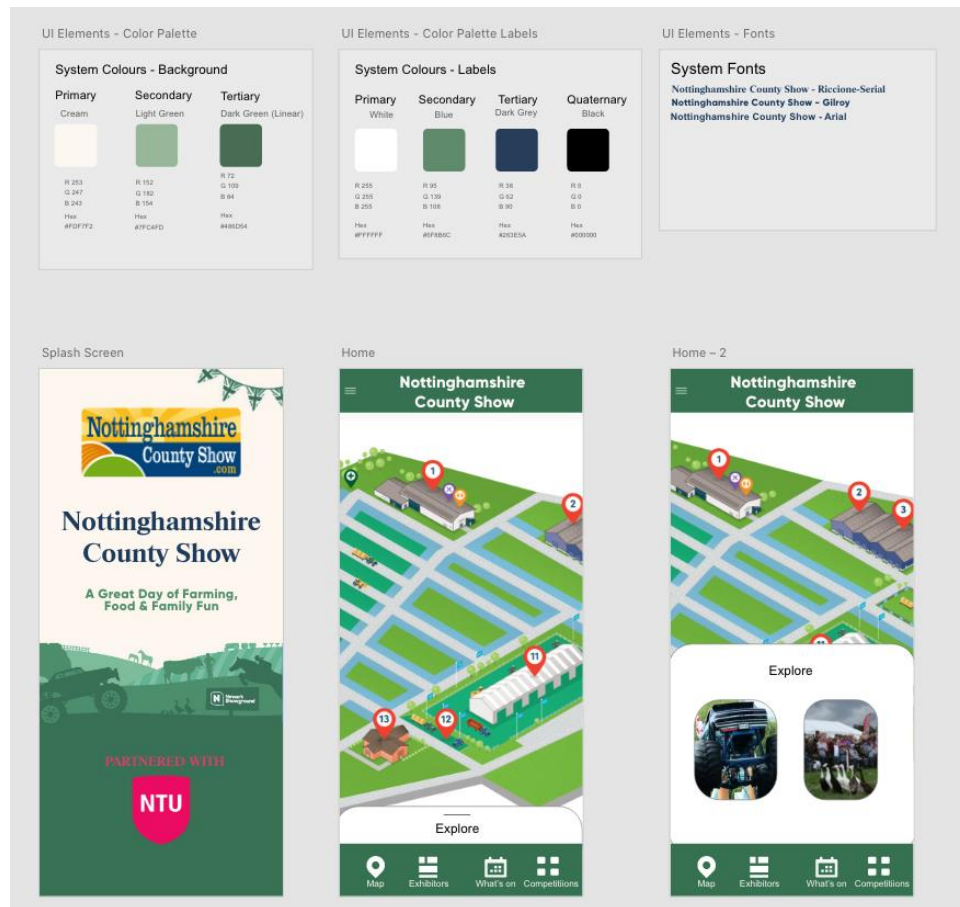 UI Elements - Color Palette
System Colours - Background
Primary Secondary Tertiary
Cream Light Green Dark Green (Linear)
R 253 R 152 R 72
G 247 G 182 G 109
B 243 B 154 B 84
Hex Hex Hex
#FDF7F2 #7FC4FD #486D54
UI Elements - Color Palette Labels
System Colours - Labels
Primary Secondary Tertiary Quaternary
White Blue Dark Grey Black
R 255 R 95 R 38 R 0
G 255 G 139 G 62 G 0
B 255 B 108 B 90 B 0
Hex Hex Hex Hex
#FFFFFF #5F8B6C #263E5A #000000
UI Elements - Fonts
System Fonts
Nottinghamshire County Show - Riccione-Serial
Nottinghamshire County Show - Gilroy
Nottinghamshire County Show - Arial
Splash Screen
Nottinghamshire
County Show
.com
Nottinghamshire
County Show
A Great Day of Farming,
Food & Family Fun
N Newark
Showground
PARTNERED WITH
NTU
Home
Nottinghamshire
County Show
1
2
11
13
12
Explore
Map Exhibitors What's on Competitiions
Home – 2
Nottinghamshire
County Show
1
2
3
11
Explore
Map Exhibitors What's on Competitiions